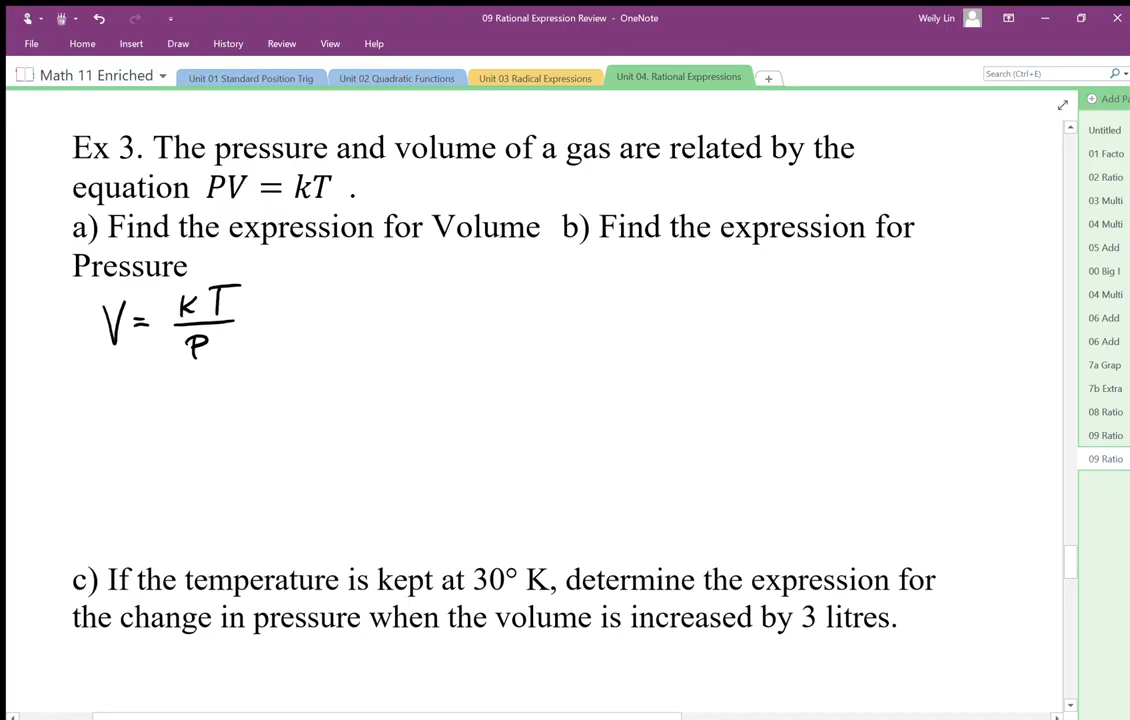 09 Rational Expression Review - OneNote
Weily Lin
File Home Insert Draw History Review View Help
Math 11 Enriched
Unit 01 Standard Position Trig
Unit 02 Quadratic Functions
Unit 03 Radical Expressions
Unit 04. Rational Exppressions
Search (Ctrl+E)
Add Pa
Untitled
01 Facto
02 Ratio
03 Multi
04 Multi
05 Add
00 Big I
04 Multi
06 Add
06 Add
7a Grap
7b Extra
08 Ratio
09 Ratio
09 Ratio
Ex 3. The pressure and volume of a gas are related by the
equation PV = kT .
a) Find the expression for Volume b) Find the expression for
Pressure
V = kT
P
c) If the temperature is kept at 30° K, determine the expression for
the change in pressure when the volume is increased by 3 litres.